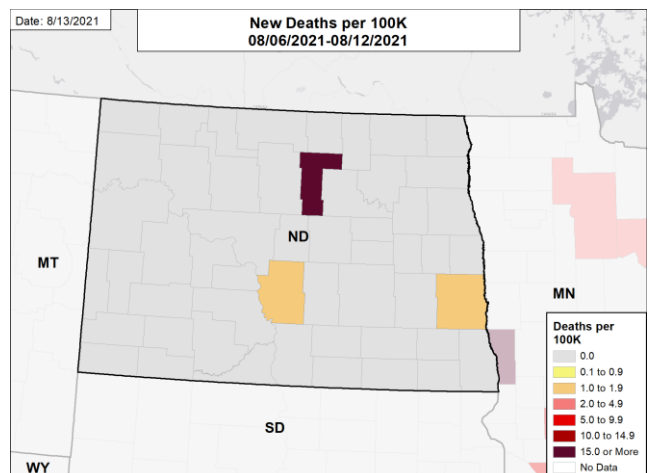 Date: 8/13/2021
New Deaths per 100K
08/06/2021-08/12/2021
ND
MT
MN
SD
WY
Deaths per
100K
0.0
0.1 to 0.9
1.0 to 1.9
2.0 to 4.9
5.0 to 9.9
10.0 to 14.9
15.0 or More
No Data